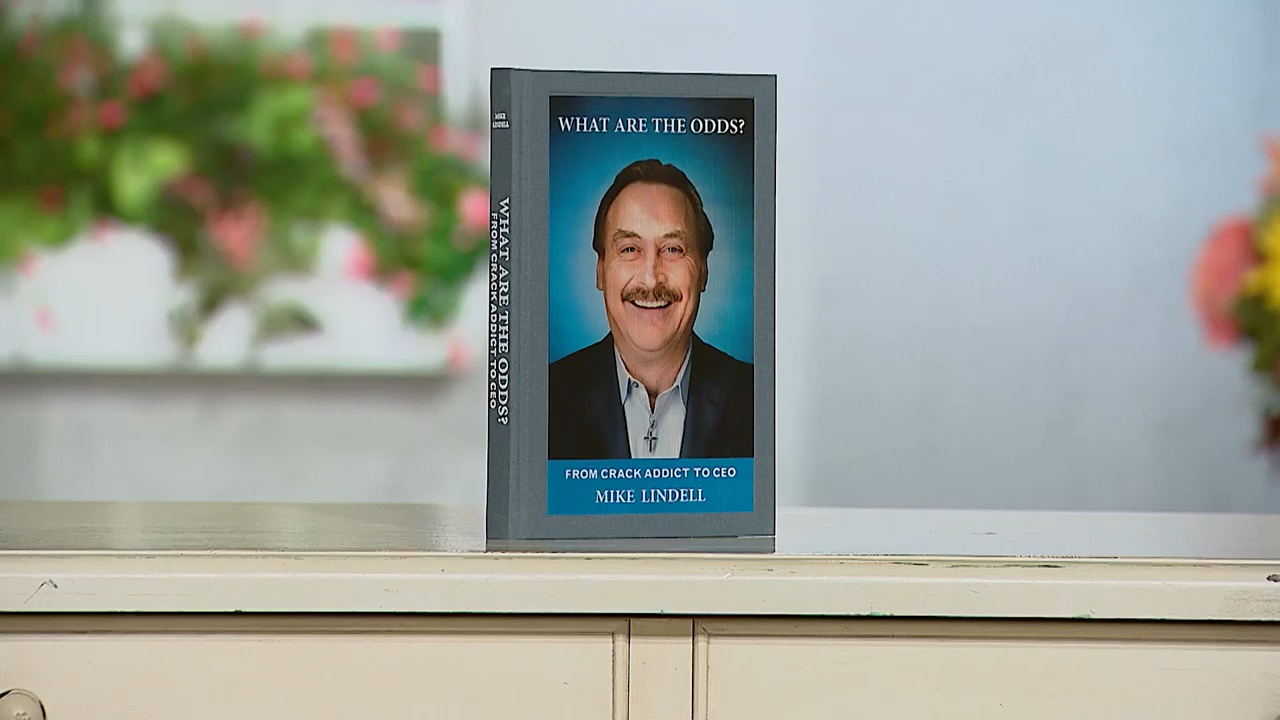 MIKE
LINDELL
WHAT ARE THE ODDS?
FROM CRACK ADDICT TO CEO
WHAT ARE THE ODDS?
FROM CRACK ADDICT TO CEO
MIKE LINDELL